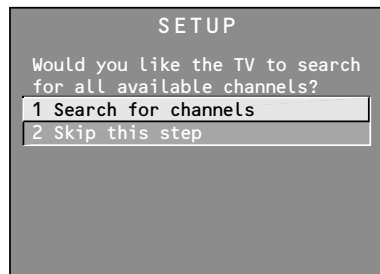 SETUP
Would you like the TV to search
for all available channels?
1 Search for channels
2 Skip this step